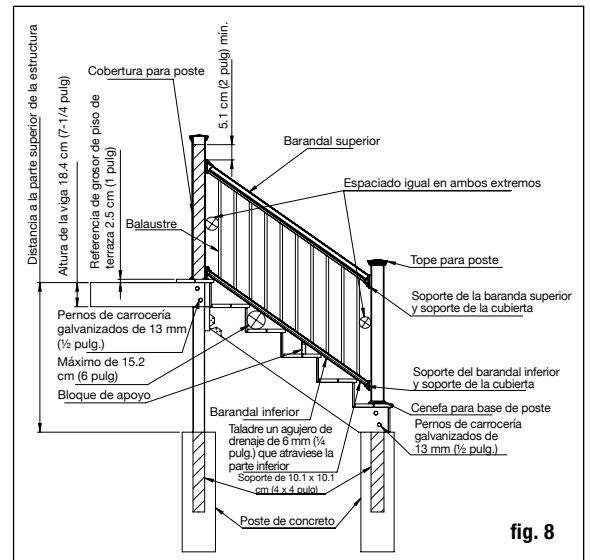 Distancia a la parte superior de la estructura
Altura de la viga 18.4 cm (7-1/4 pulg)
Referencia de grosor de piso de
terraza 2.5 cm (1 pulg)
Cobertura para poste
5.1 cm (2 pulg) mín.
Barandal superior
Espaciado igual en ambos extremos
Balaustre
Tope para poste
Soporte de la baranda superior
y soporte de la cubierta
Pernos de carrocería
galvanizados de 13 mm
(½ pulg.)
Máximo de 15.2
cm (6 pulg)
Bloque de apoyo
Soporte del barandal inferior
y soporte de la cubierta
Barandal inferior
Cenefa para base de poste
Taladre un agujero de
drenaje de 6 mm (¼
pulg.) que atraviese la
parte inferior
Pernos de carrocería
galvanizados de
13 mm (½ pulg.)
Soporte de 10.1 x 10.1
cm (4 x 4 pulg)
Poste de concreto
fig. 8